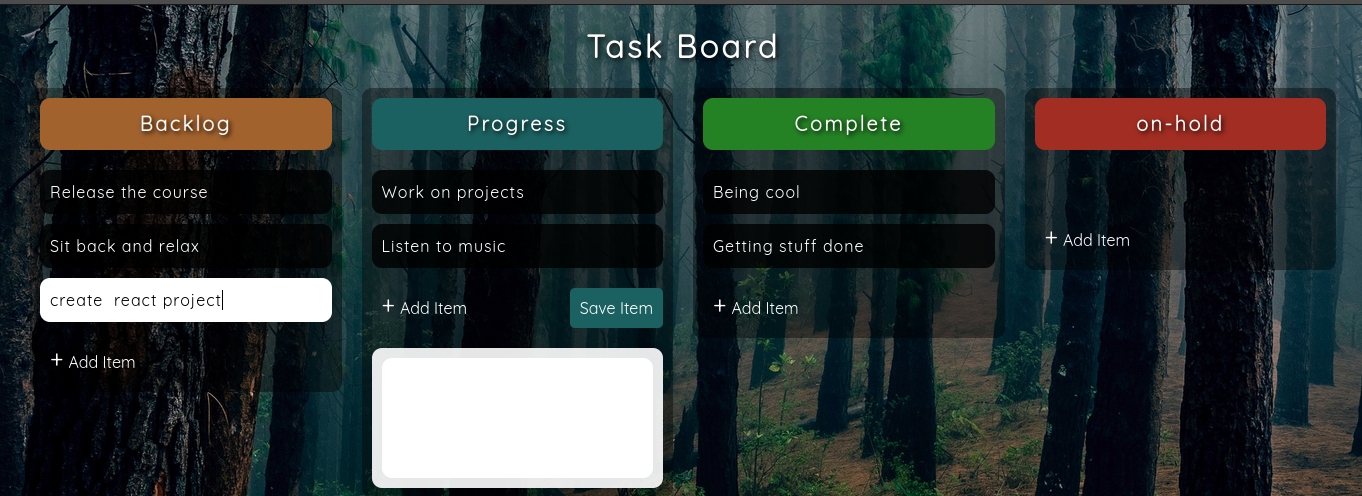 Task Board
Backlog
Release the course
Sit back and relax
create  react project
+ Add Item
Progress
Work on projects
Listen to music
+ Add Item
Save Item
Complete
Being cool
Getting stuff done
+ Add Item
on-hold
+ Add Item